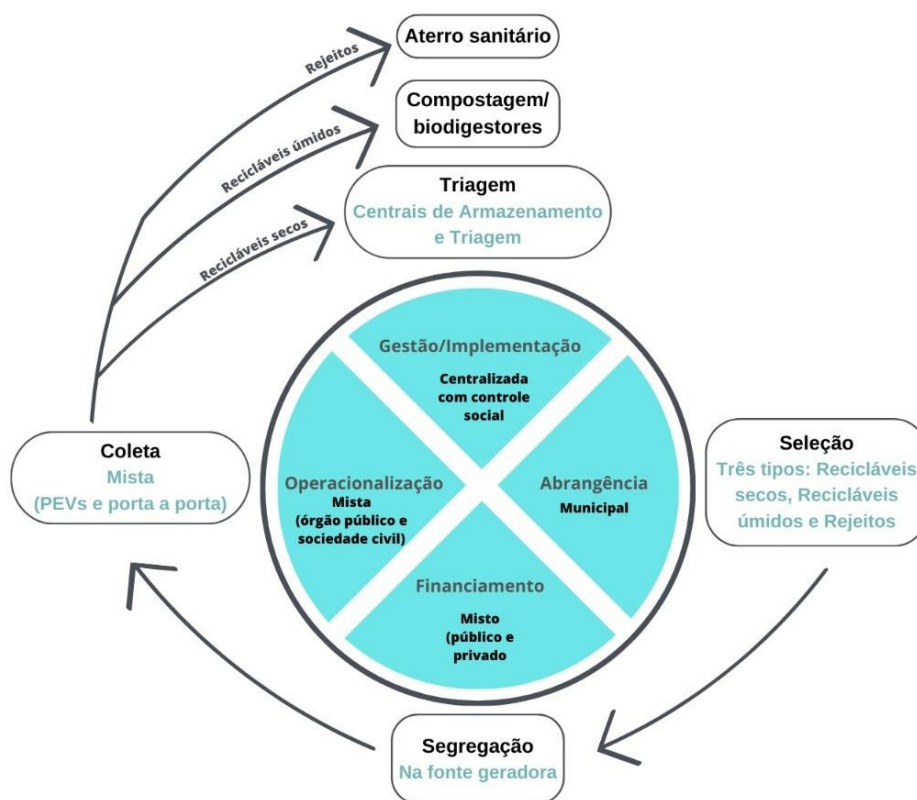 Aterro sanitário
Rejeitos
Compostagem/
biodigestores
Recicláveis úmidos
Triagem
Centrais de Armazenamento
e Triagem
Recicláveis secos
Gestão/Implementação
Centralizada
com controle
social
Coleta
Mista
(PEVs e porta a porta)
Operacionalização
Mista
(órgão público e
sociedade civil)
Abrangência
Municipal
Seleção
Três tipos: Recicláveis
secos, Recicláveis
úmidos e Rejeitos
Financiamento
Misto
(público e
privado
Segregação
Na fonte geradora